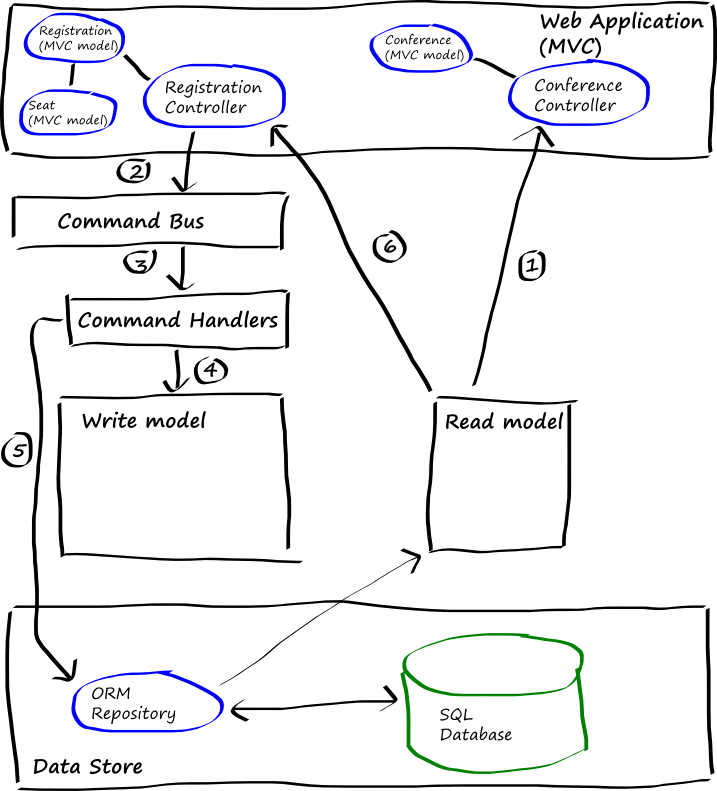 Web Application
(MVC)
Registration
(MVC model)
Seat
(MVC model)
Registration
Controller
Conference
(MVC model)
Conference
Controller
2
Command Bus
3
Command Handlers
4
5
6
1
Write model
Read model
ORM
Repository
SQL
Database
Data Store